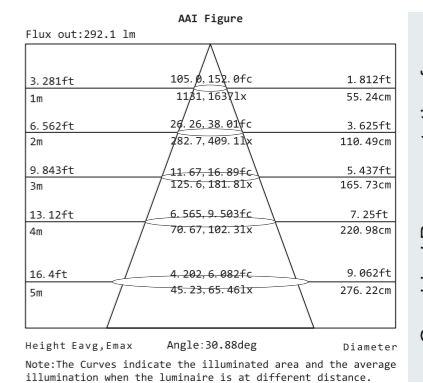 AAI Figure
Flux out:292.1 lm
3.281ft 105.0,152.0fc 1.812ft
1m 1131,1637lx 55.24cm
6.562ft 26.26,38.01fc 3.625ft
2m 282.7,409.1lx 110.49cm
9.843ft 11.67,16.89fc 5.437ft
3m 125.6,181.8lx 165.73cm
13.12ft 6.565,9.503fc 7.25ft
4m 70.67,102.3lx 220.98cm
16.4ft 4.202,6.082fc 9.062ft
5m 45.23,65.46lx 276.22cm
Height Eavg,Emax Angle:30.88deg Diameter
Note:The Curves indicate the illuminated area and the average
illumination when the luminaire is at different distance.